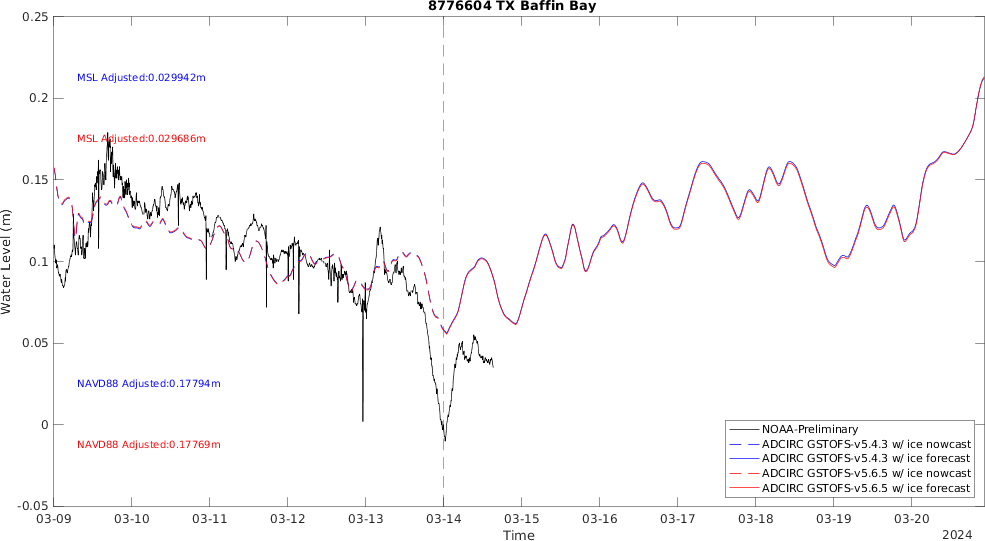 8776604 TX Baffin Bay
0.25
0.2
0.15
0.1
0.05
0
-0.05
Water Level (m)
MSL Adjusted:0.029942m
MSL Adjusted:0.029686m
NAVD88 Adjusted:0.17794m
NAVD88 Adjusted:0.17769m
NOAA-Preliminary
ADCIRC GSTOFS-v5.4.3 w/ ice nowcast
ADCIRC GSTOFS-v5.4.3 w/ ice forecast
ADCIRC GSTOFS-v5.6.5 w/ ice nowcast
ADCIRC GSTOFS-v5.6.5 w/ ice forecast
03-09 03-10 03-11 03-12 03-13 03-14 03-15 03-16 03-17 03-18 03-19 03-20
Time
2024